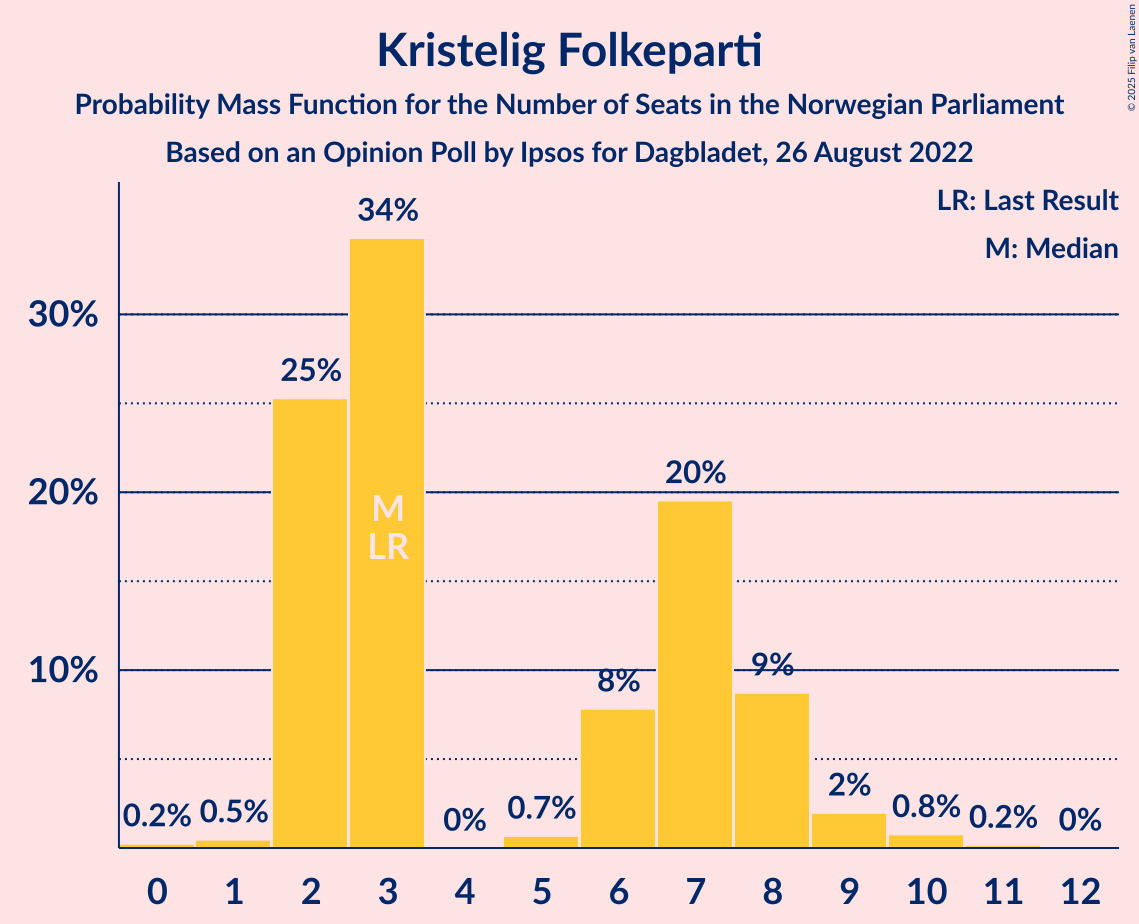 Kristelig Folkeparti
Probability Mass Function for the Number of Seats in the Norwegian Parliament
Based on an Opinion Poll by Ipsos for Dagbladet, 26 August 2022
© 2025 Filip van Laenen
LR: Last Result
M: Median
34%
30%
25%
20%
20%
M
LR
10%
8%
9%
0.2%
0.5%
0%
0.7%
2%
0.8%
0.2%
0%
0 1 2 3 4 5 6 7 8 9 10 11 12